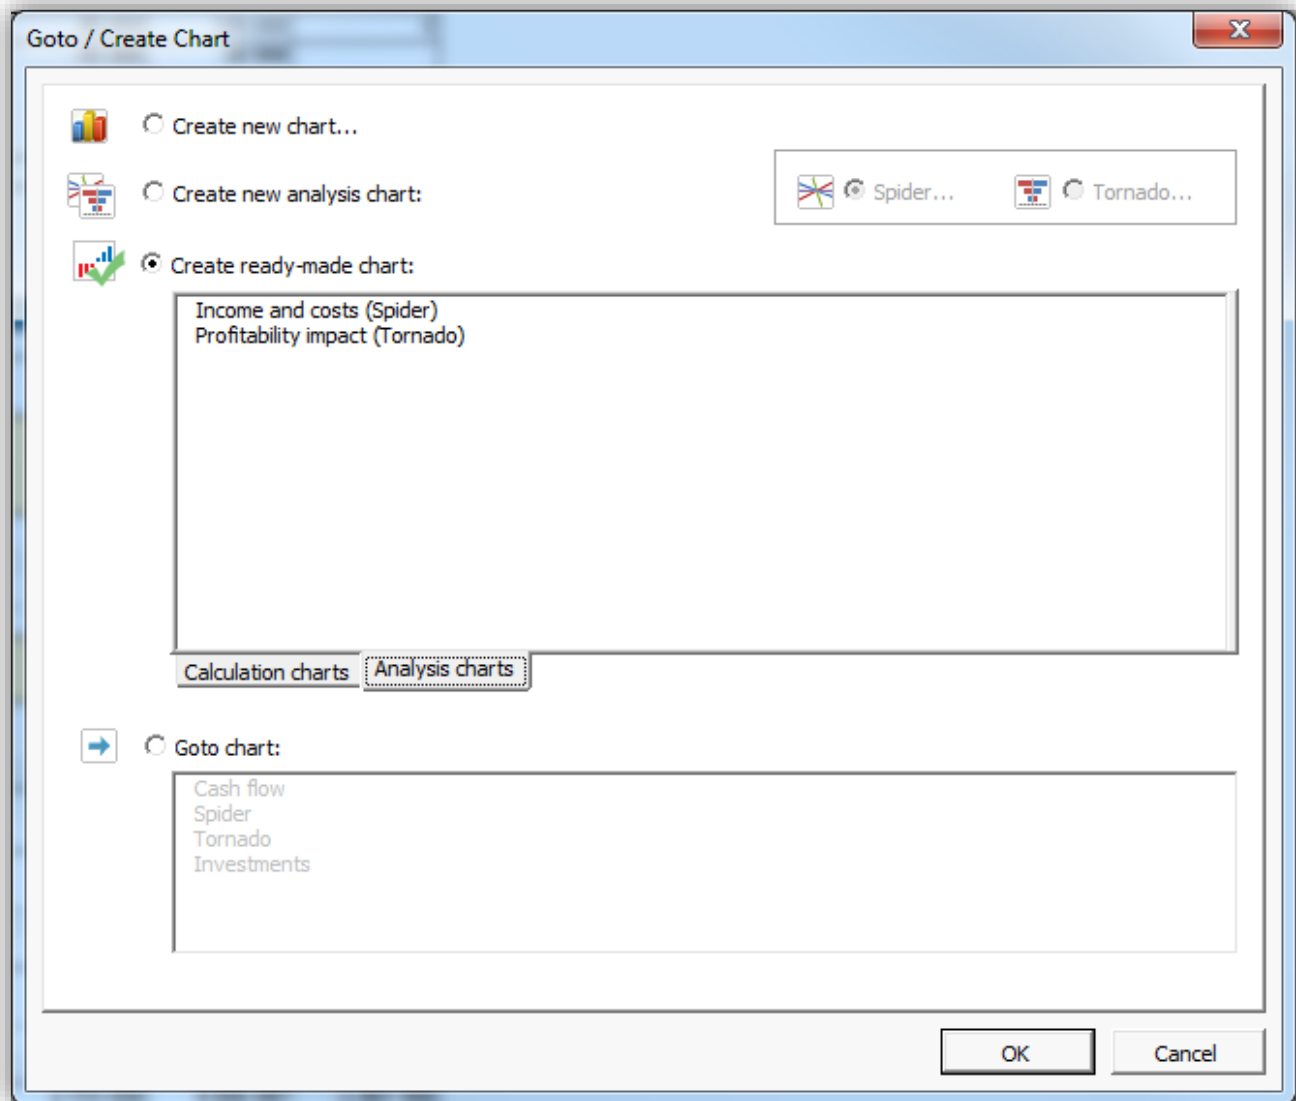 Goto / Create Chart
Create new chart...
Create new analysis chart:
Spider...
Tornado...
Create ready-made chart:
Income and costs (Spider)
Profitability impact (Tornado)
Calculation charts
Analysis charts
Goto chart:
Cash flow
Spider
Tornado
Investments
OK
Cancel